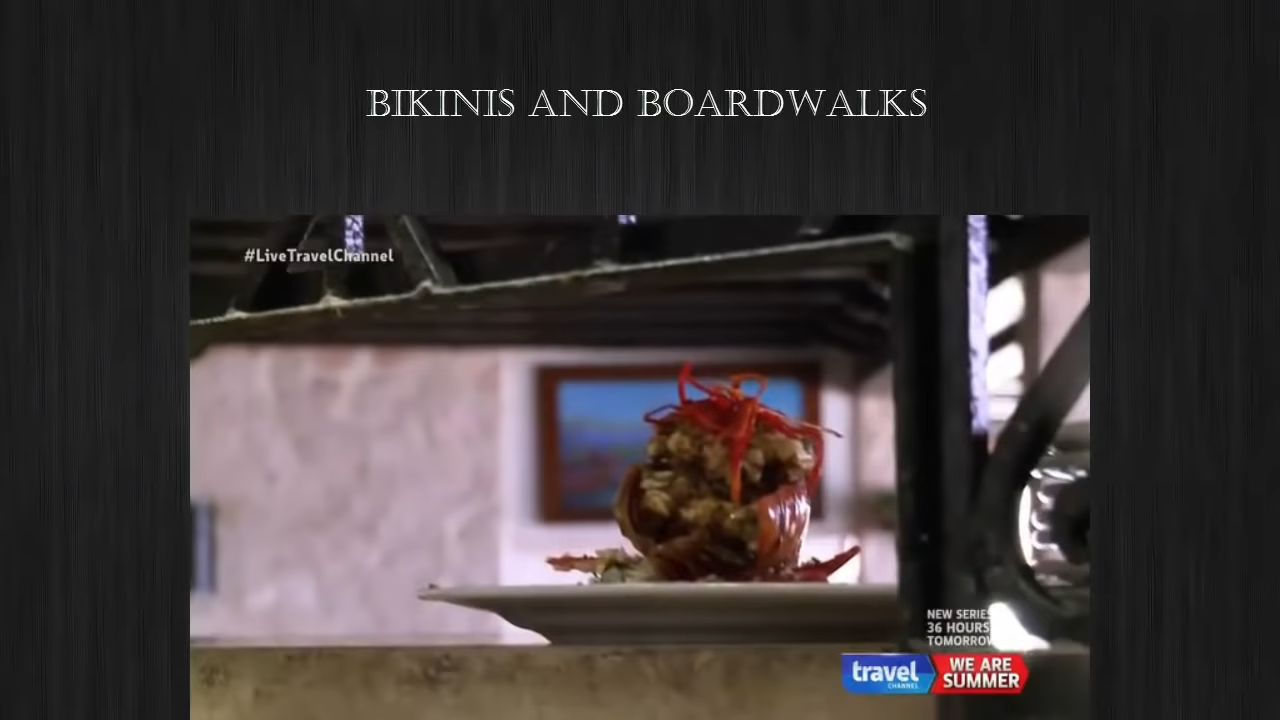 BIKINIS AND BOARDWALKS
#LiveTravelChannel
NEW SERIES
36 HOURS
TOMORROW
travel
CHANNEL
WE ARE
SUMMER